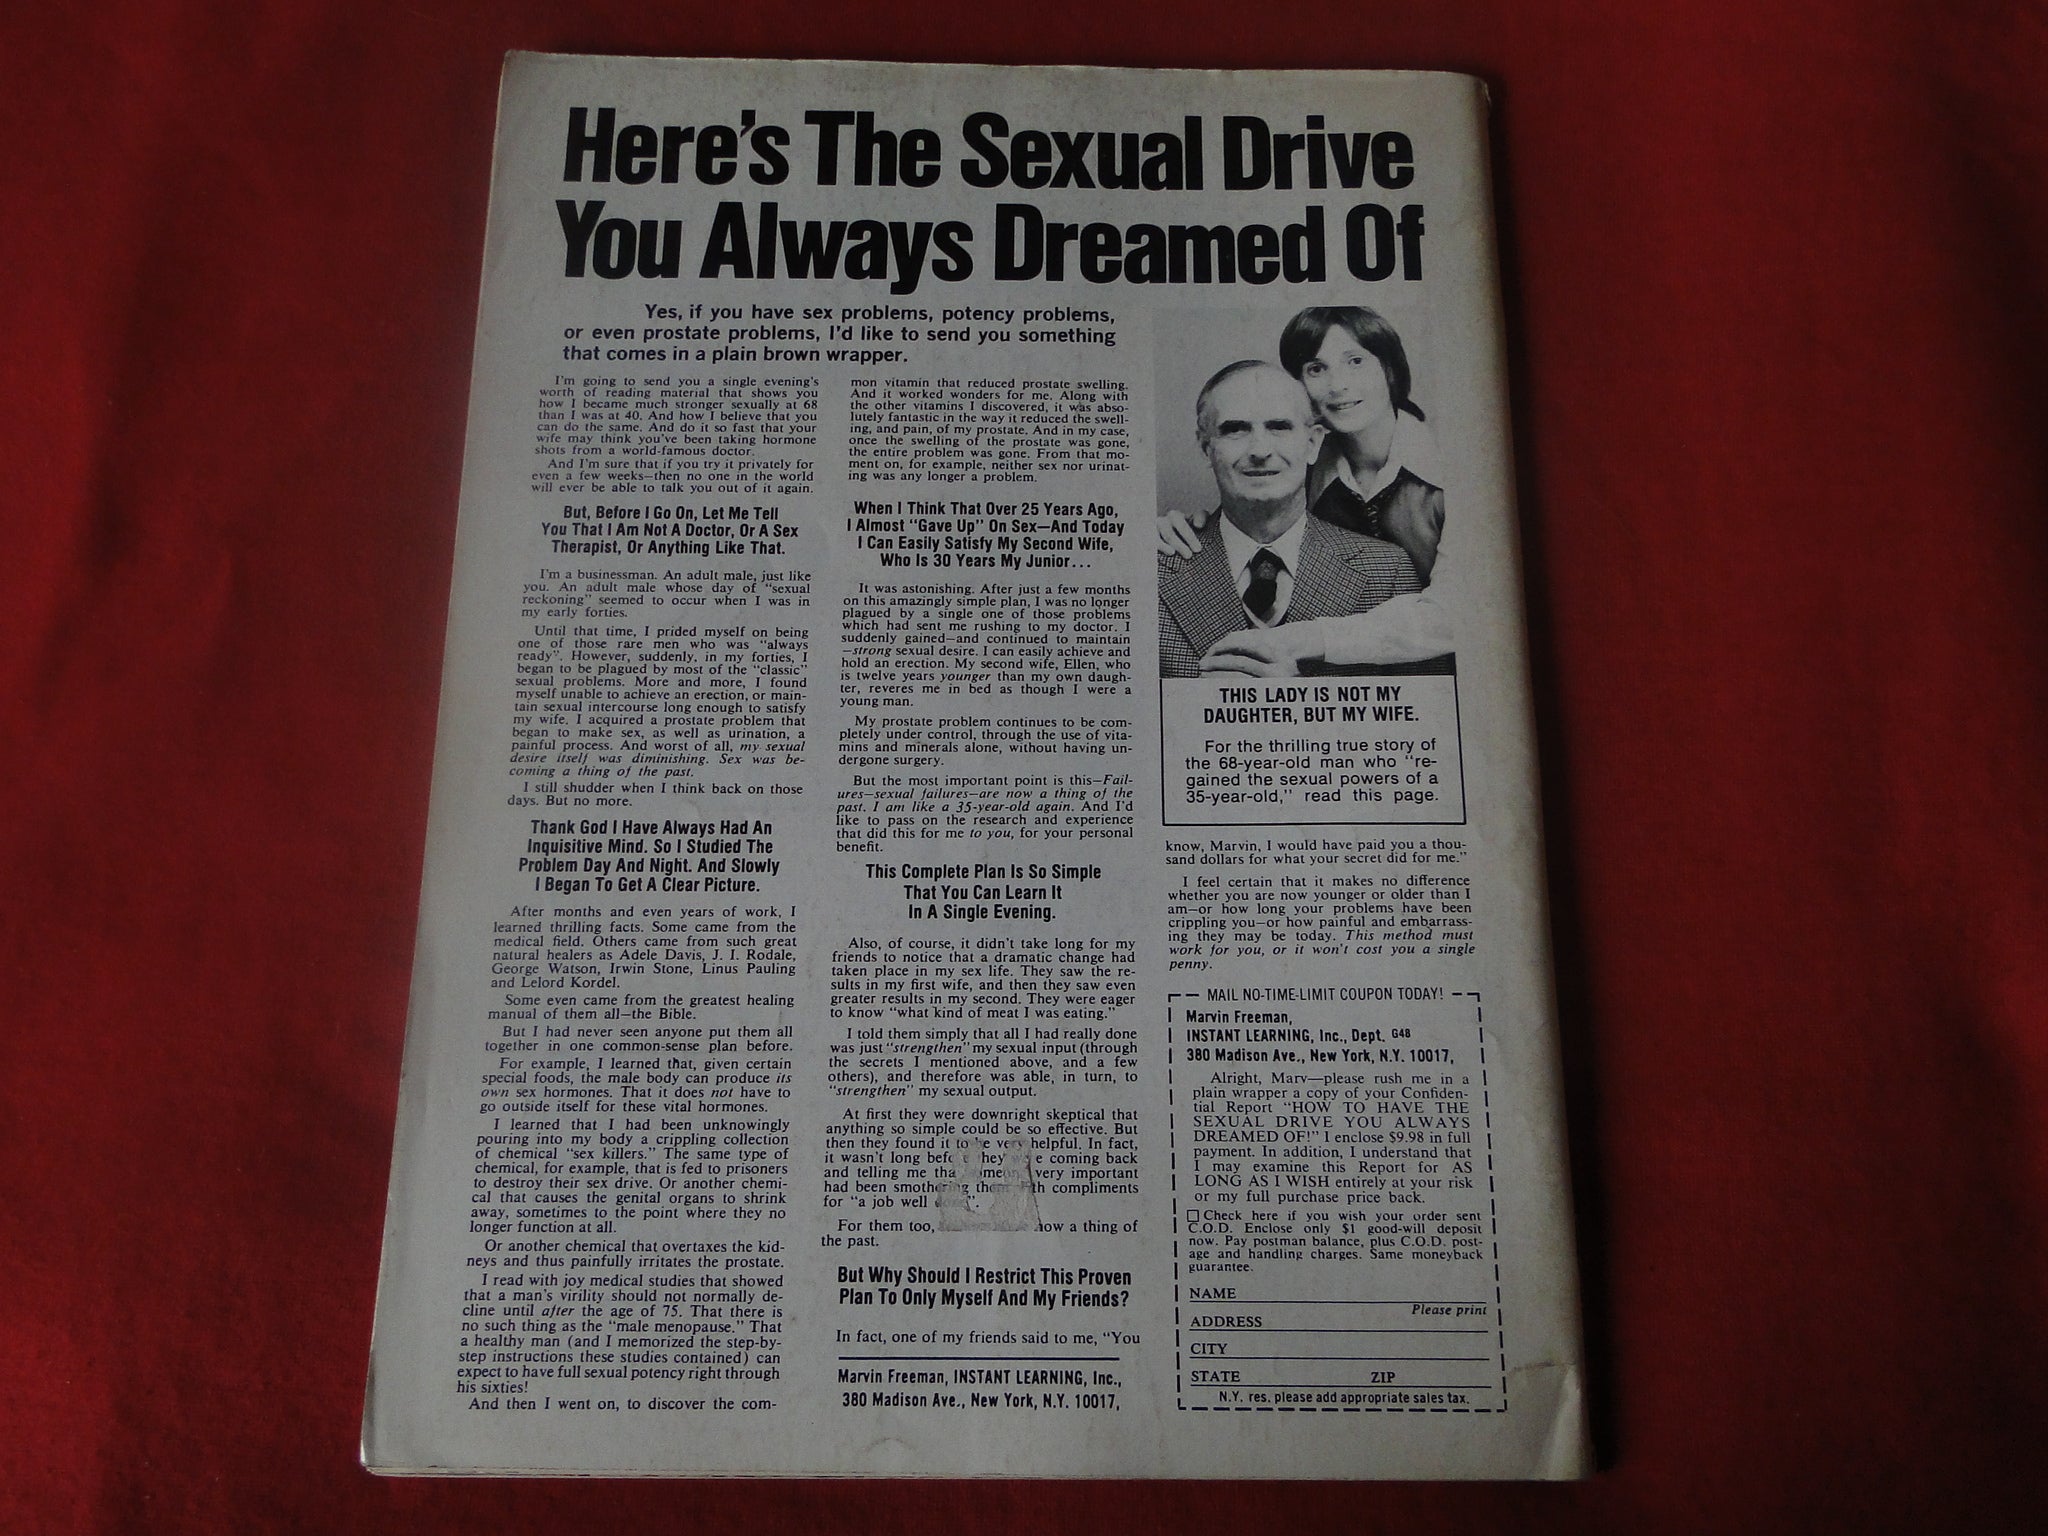 Here's The Sexual Drive
You Always Dreamed Of
Yes, if you have sex problems, potency problems,
or even prostate problems, I'd like to send you something
that comes in a plain brown wrapper.
I'm going to send you a single evening's
worth of reading material that shows you
how I became much stronger sexually at 68
than I was at 40. And how I believe that you
can do the same. And do it so fast that your
wife may think you've been taking hormone
shots from a world-famous doctor.
And I'm sure that if you try it privately for
even a few weeks—then no one in the world
will ever be able to talk you out of it again.
But, Before I Go On, Let Me Tell
You That I Am Not A Doctor, Or A Sex
Therapist, Or Anything Like That.
I'm a businessman. An adult male, just like
you. An adult male whose day of "sexual
reckoning" seemed to occur when I was in
my early forties.
Until that time, I prided myself on being
one of those rare men who was "always
ready". However, suddenly, in my forties, I
began to be plagued by most of the "classic"
sexual problems. More and more, I found
myself unable to achieve an erection, or main-
tain sexual intercourse long enough to satisfy
my wife. I acquired a prostate problem that
began to make sex, as well as urination, a
painful process. And worst of all, my sexual
desire itself was diminishing. Sex was be-
coming a thing of the past.
I still shudder when I think back on those
days. But no more.
Thank God I Have Always Had An
Inquisitive Mind. So I Studied The
Problem Day And Night. And Slowly
I Began To Get A Clear Picture.
After months and even years of work, I
learned thrilling facts. Some came from the
medical field. Others came from such great
natural healers as Adele Davis, J. I. Rodale,
George Watson, Irwin Stone, Linus Pauling
and Lelord Kordel.
Some even came from the greatest healing
manual of them all—the Bible.
But I had never seen anyone put them all
together in one common-sense plan before.
For example, I learned that, given certain
special foods, the male body can produce its
own sex hormones. That it does not have to
go outside itself for these vital hormones.
I learned that I had been unknowingly
pouring into my body a crippling collection
of chemical "sex killers." The same type of
chemical, for example, that is fed to prisoners
to destroy their sex drive. Or another chemi-
cal that causes the genital organs to shrink
away, sometimes to the point where they no
longer function at all.
Or another chemical that overtaxes the kid-
neys and thus painfully irritates the prostate.
I read with joy medical studies that showed
that a man's virility should not normally de-
cline until after the age of 75. That there is
no such thing as the "male menopause." That
a healthy man (and I memorized the step-by-
step instructions these studies contained) can
expect to have full sexual potency right through
his sixties!
And then I went on, to discover the com-
mon vitamin that reduced prostate swelling.
And it worked wonders for me. Along with
the other vitamins I discovered, it was abso-
lutely fantastic in the way it reduced the swell-
ing, and pain, of my prostate. And in my case,
once the swelling of the prostate was gone,
the entire problem was gone. From that mo-
ment on, for example, neither sex nor urinat-
ing was any longer a problem.
When I Think That Over 25 Years Ago,
I Almost "Gave Up" On Sex—And Today
I Can Easily Satisfy My Second Wife,
Who Is 30 Years My Junior...
It was astonishing. After just a few months
on this amazingly simple plan, I was no longer
plagued by a single one of those problems
which had sent me rushing to my doctor. I
suddenly gained—and continued to maintain
—strong sexual desire. I can easily achieve and
hold an erection. My second wife, Ellen, who
is twelve years younger than my own daugh-
ter, reveres me in bed as though I were a
young man.
My prostate problem continues to be com-
pletely under control, through the use of vita-
mins and minerals alone, without having un-
dergone surgery.
But the most important point is this—Fail-
ures—sexual failures—are now a thing of the
past. I am like a 35-year-old again. And I'd
like to pass on the research and experience
that did this for me to you, for your personal
benefit.
This Complete Plan Is So Simple
That You Can Learn It
In A Single Evening.
Also, of course, it didn't take long for my
friends to notice that a dramatic change had
taken place in my sex life. They saw the re-
sults in my first wife, and then they saw even
greater results in my second. They were eager
to know "what kind of meat I was eating."
I told them simply that all I had really done
was just "strengthen" my sexual input (through
the secrets I mentioned above, and a few
others), and therefore was able, in turn, to
"strengthen" my sexual output.
At first they were downright skeptical that
anything so simple could be so effective. But
then they found it to be very helpful. In fact,
it wasn't long before they were coming back
and telling me that very important
had been smothering them with compliments
for "a job well
For them too, now a thing of
the past.
But Why Should I Restrict This Proven
Plan To Only Myself And My Friends?
In fact, one of my friends said to me, "You
Marvin Freeman, INSTANT LEARNING, Inc.,
380 Madison Ave., New York, N.Y. 10017,
THIS LADY IS NOT MY
DAUGHTER, BUT MY WIFE.
For the thrilling true story of
the 68-year-old man who "re-
gained the sexual powers of a
35-year-old," read this page.
know, Marvin, I would have paid you a thou-
sand dollars for what your secret did for me."
I feel certain that it makes no difference
whether you are now younger or older than I
am—or how long your problems have been
crippling you—or how painful and embarrass-
ing they may be today. This method must
work for you, or it won't cost you a single
penny.
MAIL NO-TIME-LIMIT COUPON TODAY!
Marvin Freeman,
INSTANT LEARNING, Inc., Dept. G48
380 Madison Ave., New York, N.Y. 10017,
Alright, Marv—please rush me in a
plain wrapper a copy of your Confiden-
tial Report "HOW TO HAVE THE
SEXUAL DRIVE YOU ALWAYS
DREAMED OF!" I enclose $9.98 in full
payment. In addition, I understand that
I may examine this Report for AS
LONG AS I WISH entirely at your risk
or my full purchase price back.
☐ Check here if you wish your order sent
C.O.D. Enclose only $1 good-will deposit
now. Pay postman balance, plus C.O.D. post-
age and handling charges. Same moneyback
guarantee.
NAME
Please print
ADDRESS
CITY
STATE ZIP
N.Y. res. please add appropriate sales tax.